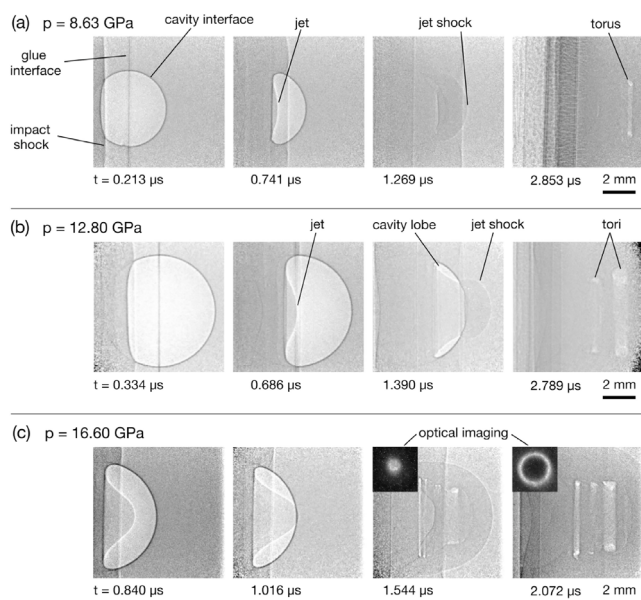 (a) p = 8.63 GPa
cavity interface
jet
jet shock
torus
glue
interface
impact
shock
t = 0.213 µs
0.741 µs
1.269 µs
2.853 µs
2 mm
(b) p = 12.80 GPa
jet
cavity lobe
jet shock
tori
t = 0.334 µs
0.686 µs
1.390 µs
2.789 µs
2 mm
(c) p = 16.60 GPa
optical imaging
t = 0.840 µs
1.016 µs
1.544 µs
2.072 µs
2 mm